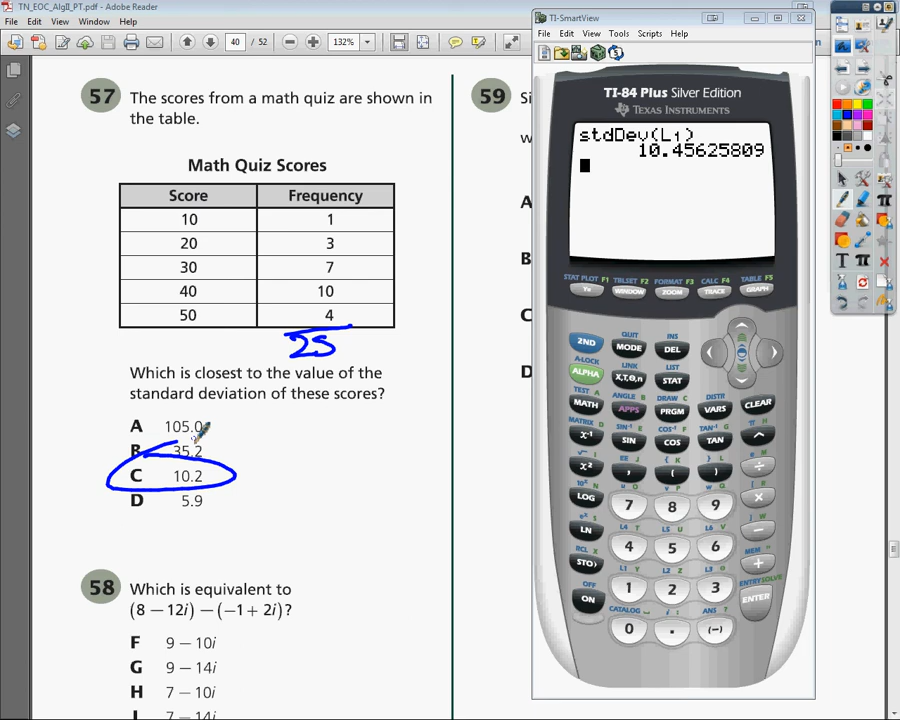 TN_EOC_AlgII_PT.pdf - Adobe Reader
File Edit View Window Help
40 / 52 132%
57 The scores from a math quiz are shown in
the table.
Math Quiz Scores
Score Frequency
10 1
20 3
30 7
40 10
50 4
25
Which is closest to the value of the
standard deviation of these scores?
A 105.0
B 35.2
C 10.2
D 5.9
58 Which is equivalent to
(8 – 12i) – (–1 + 2i)?
F 9 – 10i
G 9 – 14i
H 7 – 10i
7 – 14i
59 Si
w
A
B
C
D
TI-SmartView
File Edit View Tools Scripts Help
TI-84 Plus Silver Edition
TEXAS INSTRUMENTS
stdDev(L₁)
10.45625809
STAT PLOT F1 TBLSET F2 FORMAT F3 CALC F4 TABLE F5
Y= WINDOW ZOOM TRACE GRAPH
QUIT INS
2ND MODE DEL
A-LOCK LINK LIST
ALPHA X,T,Θ,n STAT
TEST A ANGLE B DRAW C DISTR
MATH APPS PRGM VARS CLEAR
MATRIX D SIN⁻¹ E COS⁻¹ F TAN⁻¹ G π H
x⁻¹ SIN COS TAN ^
√ I EE J { K } L e M
x² , ( ) ÷
10ˣ N u O v P w Q [ R
LOG 7 8 9 ×
eˣ S L4 T L5 U L6 V ] W
LN 4 5 6 –
RCL X L1 Y L2 Z L3 θ MEM "
STO› 1 2 3 +
OFF CATALOG i : ANS ? ENTRY SOLVE
ON 0 . (–) ENTER